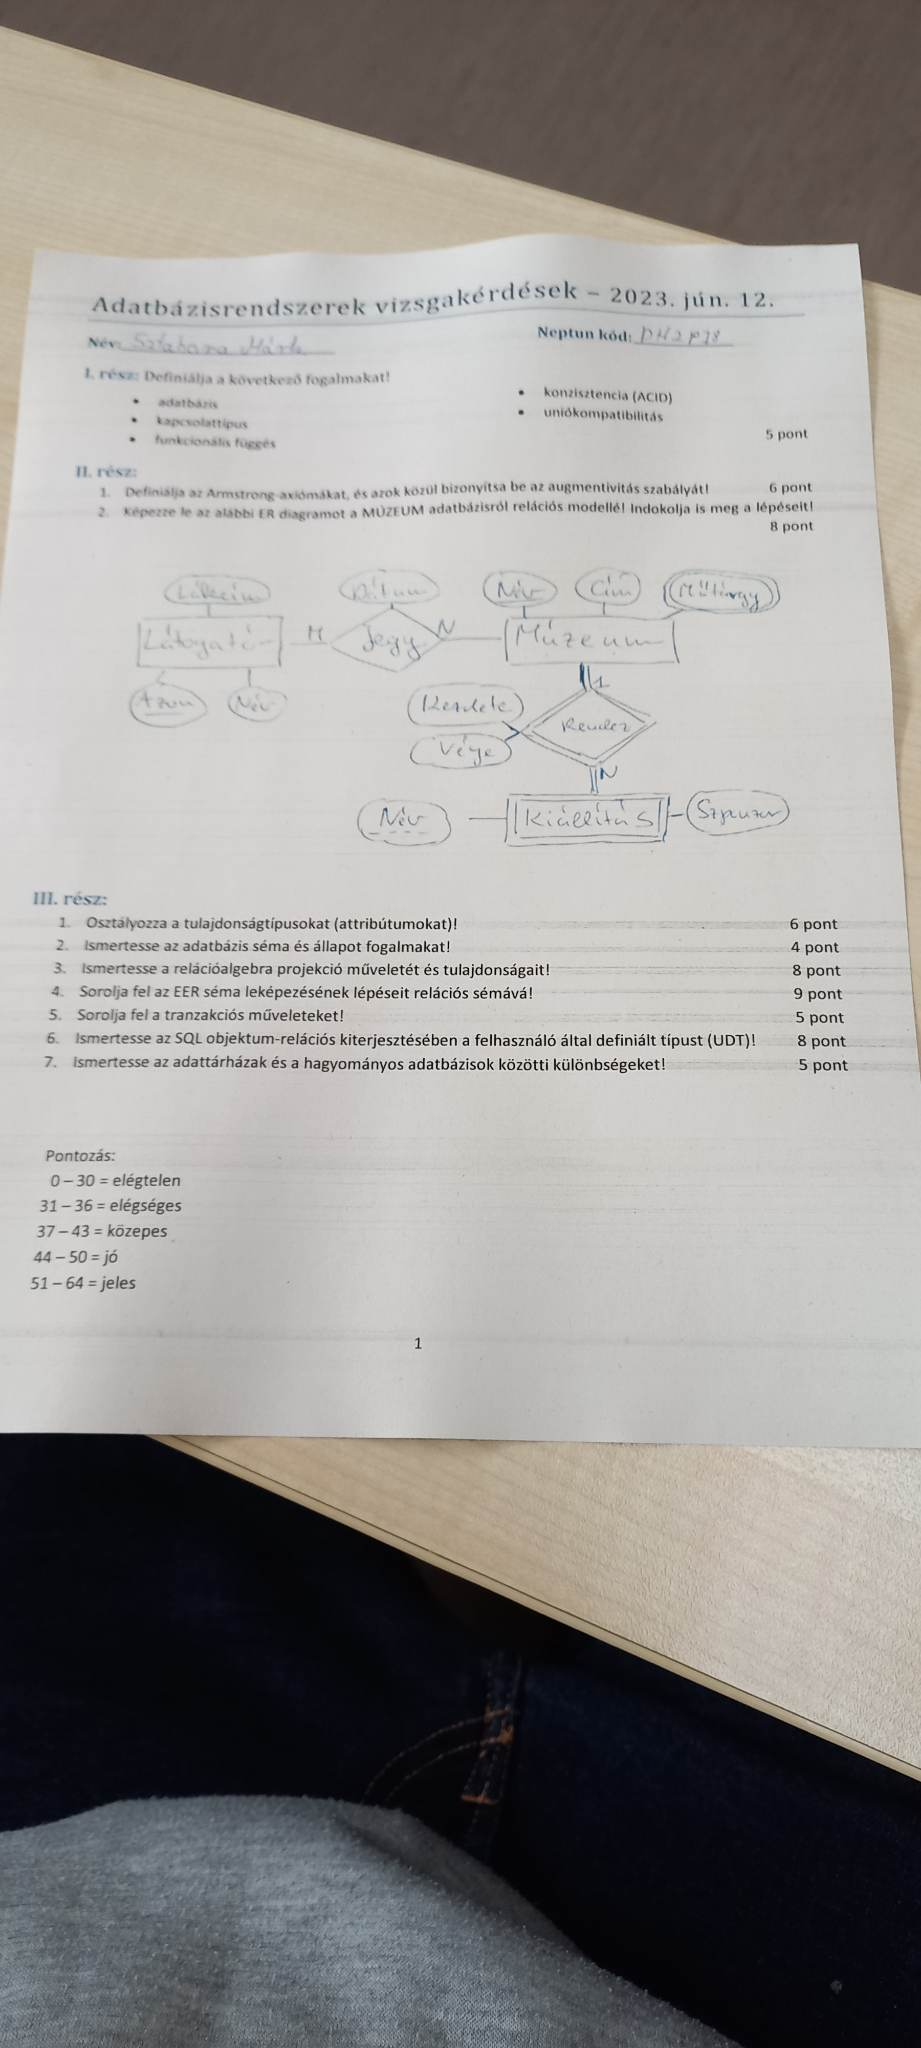 Adatbázisrendszerek vizsgakérdések – 2023. jún. 12.
Név: Neptun kód:
I. rész: Definiálja a következő fogalmakat!
• adatbázis • konzisztencia (ACID)
• kapcsolattípus • uniókompatibilitás
• funkcionális függés
5 pont
II. rész:
1. Definiálja az Armstrong-axiómákat, és azok közül bizonyítsa be az augmentivitás szabályát! 6 pont
2. Képezze le az alábbi ER diagramot a MÚZEUM adatbázisról relációs modellé! Indokolja is meg a lépéseit!
8 pont
Lakcím Dátum Név Cím Műtárgy
Látogató M Jegy N Múzeum
Azon Név
1
Kezdete
Rendez
Vége
N
Név Kiállítás Szponzor
III. rész:
1. Osztályozza a tulajdonságtípusokat (attribútumokat)! 6 pont
2. Ismertesse az adatbázis séma és állapot fogalmakat! 4 pont
3. Ismertesse a relációalgebra projekció műveletét és tulajdonságait! 8 pont
4. Sorolja fel az EER séma leképezésének lépéseit relációs sémává! 9 pont
5. Sorolja fel a tranzakciós műveleteket! 5 pont
6. Ismertesse az SQL objektum-relációs kiterjesztésében a felhasználó által definiált típust (UDT)! 8 pont
7. Ismertesse az adattárházak és a hagyományos adatbázisok közötti különbségeket! 5 pont
Pontozás:
0 – 30 = elégtelen
31 – 36 = elégséges
37 – 43 = közepes
44 – 50 = jó
51 – 64 = jeles
1